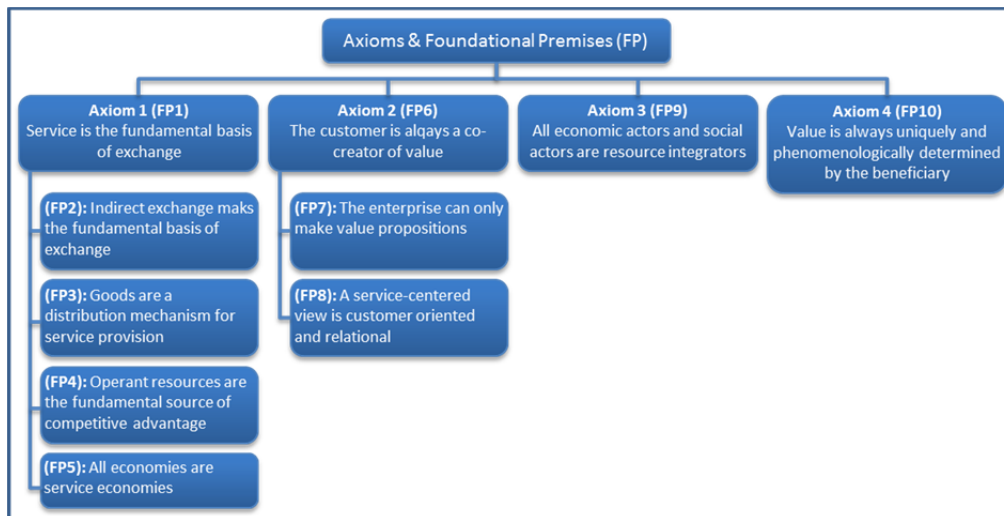 Axioms & Foundational Premises (FP)
Axiom 1 (FP1)
Service is the fundamental basis
of exchange
(FP2): Indirect exchange maks
the fundamental basis of
exchange
(FP3): Goods are a
distribution mechanism for
service provision
(FP4): Operant resources are
the fundamental source of
competitive advantage
(FP5): All economies are
service economies
Axiom 2 (FP6)
The customer is alqays a co-
creator of value
(FP7): The enterprise can only
make value propositions
(FP8): A service-centered
view is customer oriented
and relational
Axiom 3 (FP9)
All economic actors and social
actors are resource integrators
Axiom 4 (FP10)
Value is always uniquely and
phenomenologically determined
by the beneficiary